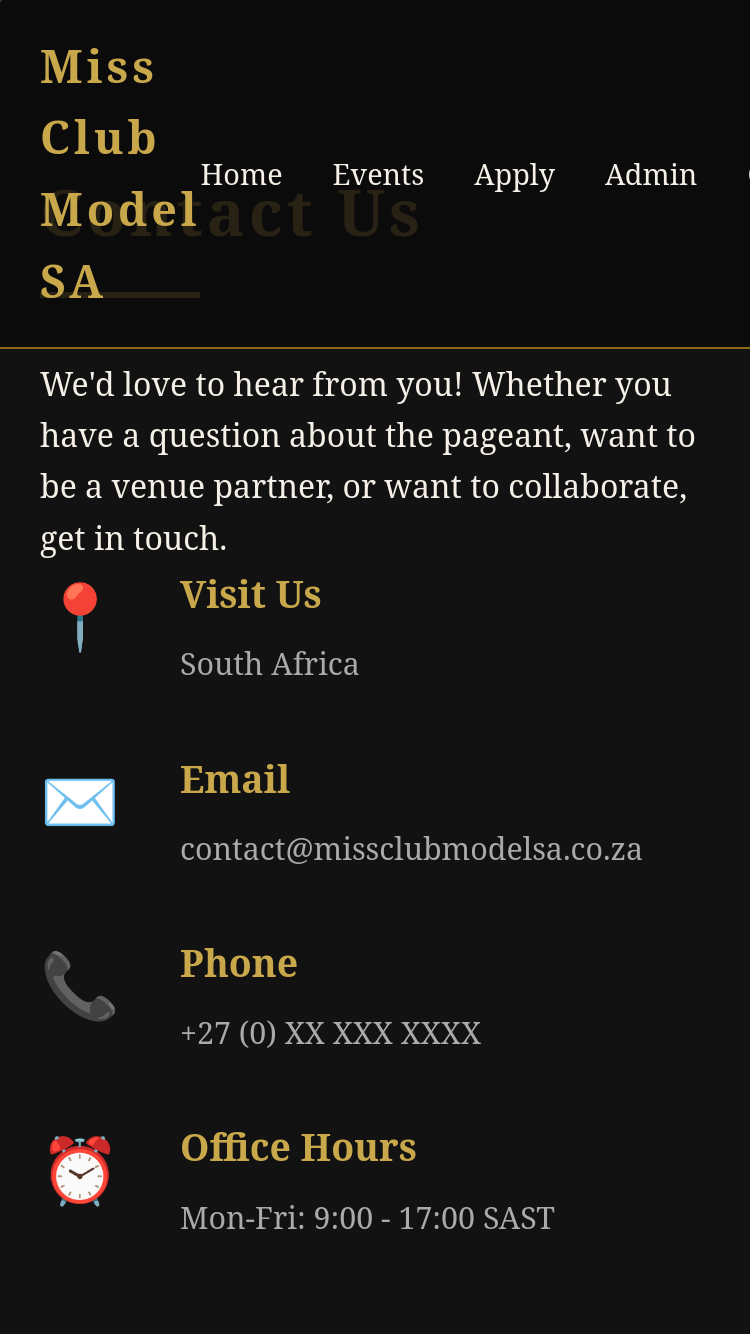 Miss
Club
Model
SA
Home Events Apply Admin
Contact Us
We'd love to hear from you! Whether you
have a question about the pageant, want to
be a venue partner, or want to collaborate,
get in touch.
Visit Us
South Africa
Email
contact@missclubmodelsa.co.za
Phone
+27 (0) XX XXX XXXX
Office Hours
Mon-Fri: 9:00 - 17:00 SAST